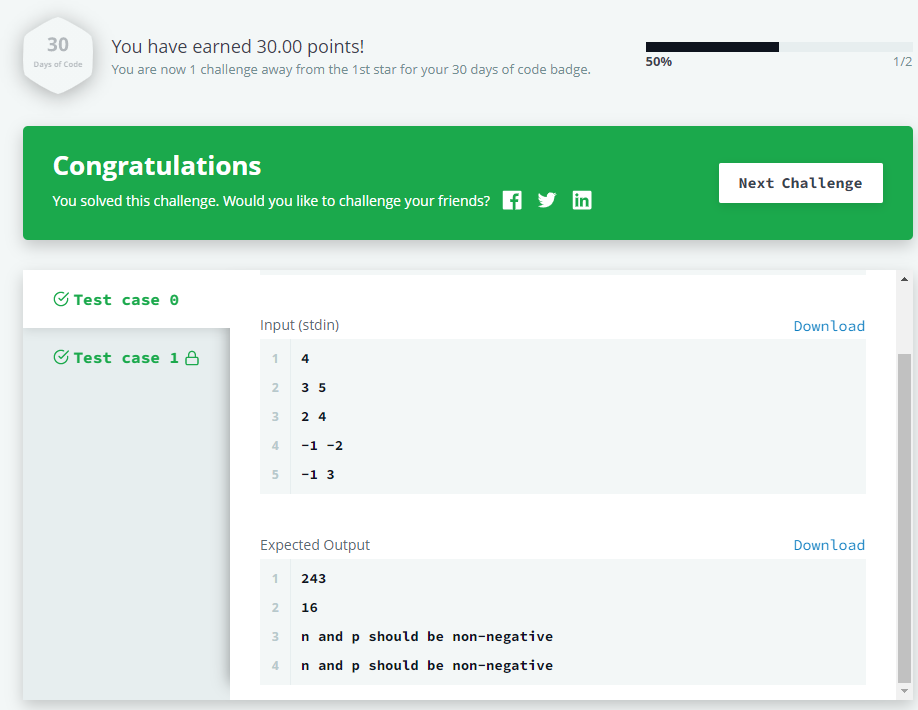 30
Days of Code
You have earned 30.00 points!
You are now 1 challenge away from the 1st star for your 30 days of code badge.
50%
1/2
Congratulations
You solved this challenge. Would you like to challenge your friends?
Next Challenge
Test case 0
Test case 1
Input (stdin)
Download
1 4
2 3 5
3 2 4
4 -1 -2
5 -1 3
Expected Output
Download
1 243
2 16
3 n and p should be non-negative
4 n and p should be non-negative